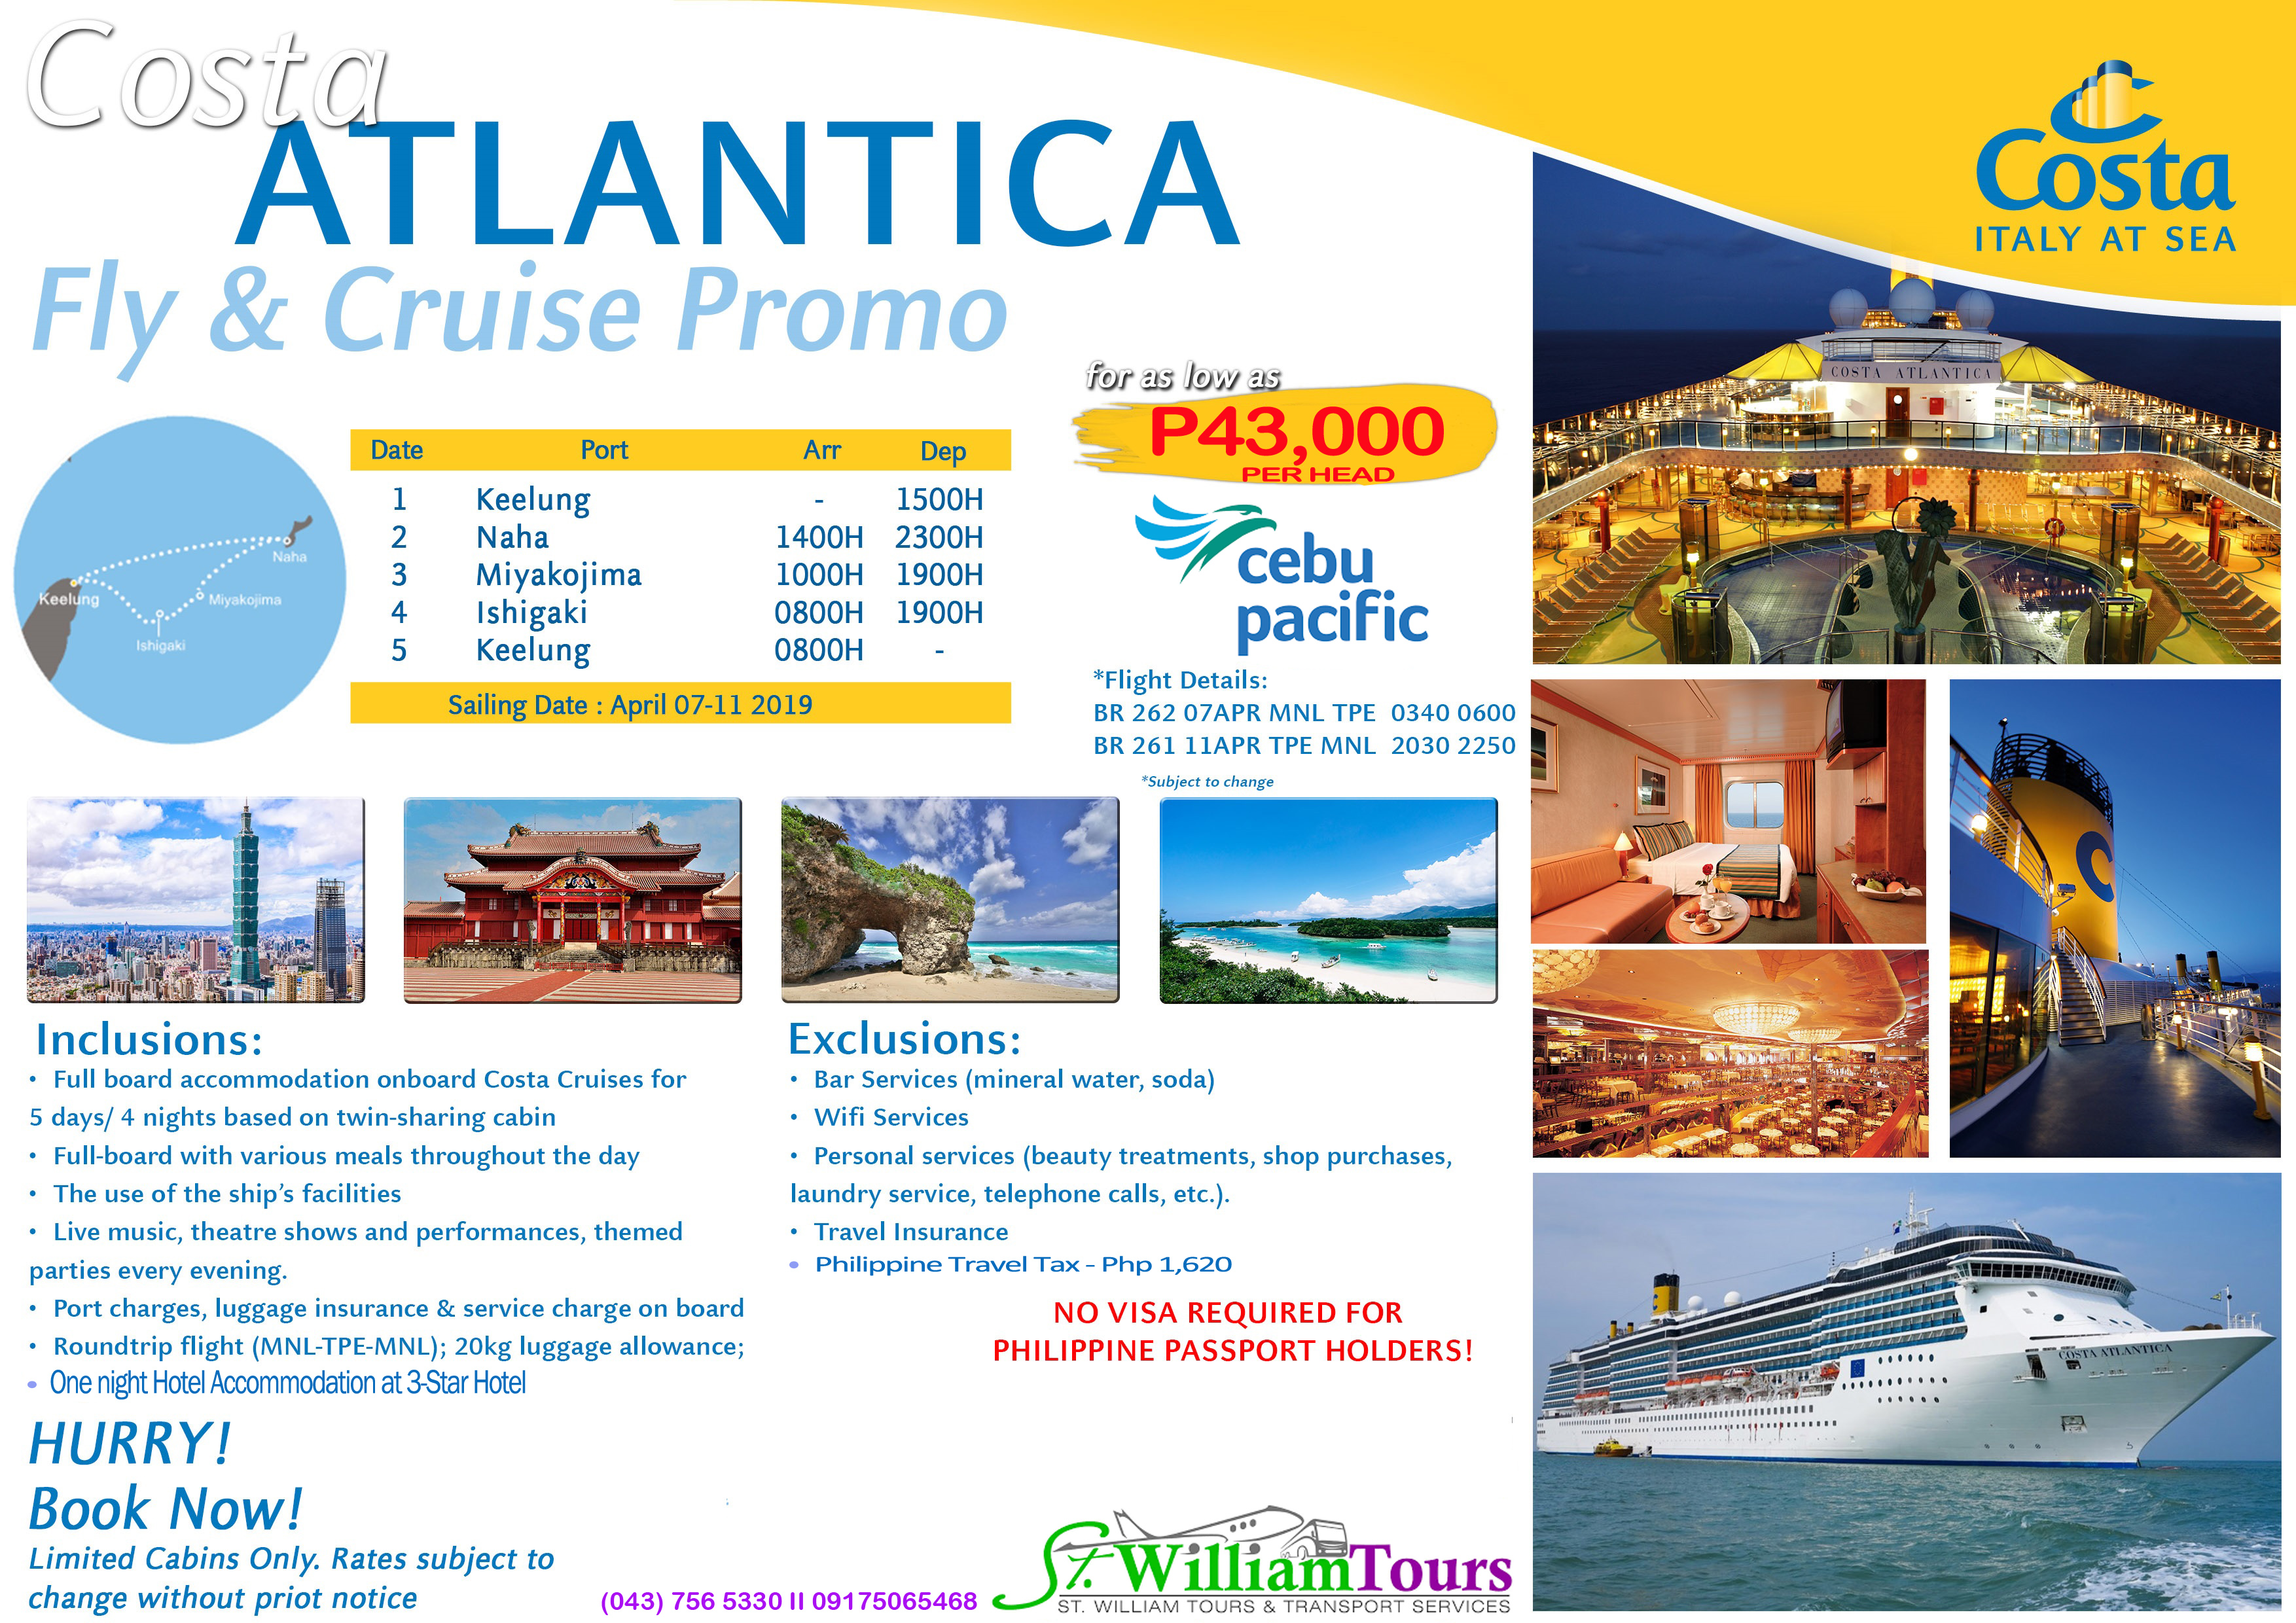 Costa
ATLANTICA
Fly & Cruise Promo
Costa
ITALY AT SEA
COSTA ATLANTICA
for as low as
P43,000
PER HEAD
Keelung
Naha
Miyakojima
Ishigaki
Date Port Arr Dep
1 Keelung - 1500H
2 Naha 1400H 2300H
3 Miyakojima 1000H 1900H
4 Ishigaki 0800H 1900H
5 Keelung 0800H -
Sailing Date : April 07-11 2019
cebu
pacific
*Flight Details:
BR 262 07APR MNL TPE 0340 0600
BR 261 11APR TPE MNL 2030 2250
*Subject to change
C
Inclusions:
• Full board accommodation onboard Costa Cruises for
5 days/ 4 nights based on twin-sharing cabin
• Full-board with various meals throughout the day
• The use of the ship's facilities
• Live music, theatre shows and performances, themed
parties every evening.
• Port charges, luggage insurance & service charge on board
• Roundtrip flight (MNL-TPE-MNL); 20kg luggage allowance;
• One night Hotel Accommodation at 3-Star Hotel
Exclusions:
• Bar Services (mineral water, soda)
• Wifi Services
• Personal services (beauty treatments, shop purchases,
laundry service, telephone calls, etc.).
• Travel Insurance
• Philippine Travel Tax - Php 1,620
NO VISA REQUIRED FOR
PHILIPPINE PASSPORT HOLDERS!
COSTA ATLANTICA
HURRY!
Book Now!
Limited Cabins Only. Rates subject to
change without priot notice
(043) 756 5330 II 09175065468
St. William Tours
ST. WILLIAM TOURS & TRANSPORT SERVICES